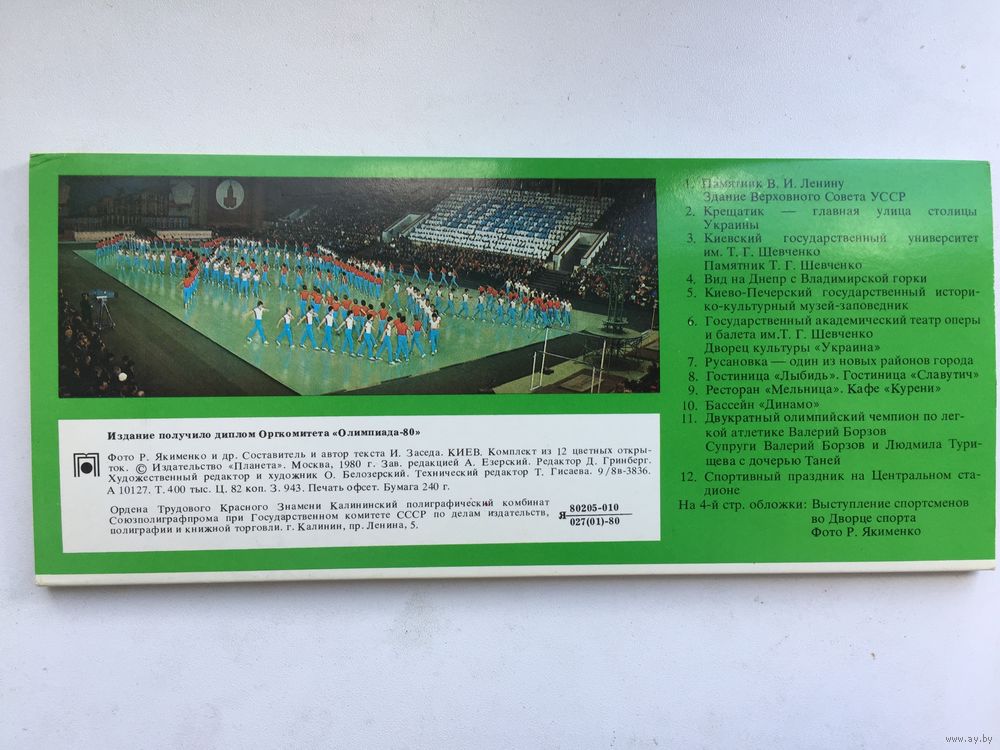 Издание получило диплом Оргкомитета «Олимпиада-80»
Фото Р. Якименко и др. Составитель и автор текста И. Заседа. КИЕВ. Комплект из 12 цветных откры-
ток. © Издательство «Планета». Москва, 1980 г. Зав. редакцией А. Езерский. Редактор Д. Гринберг.
Художественный редактор и художник О. Белозерский. Технический редактор Т. Гисаева. 9/8в-3836.
А 10127. Т. 400 тыс. Ц. 82 коп. З. 943. Печать офсет. Бумага 240 г.
Ордена Трудового Красного Знамени Калининский полиграфический комбинат
Союзполиграфпрома при Государственном комитете СССР по делам издательств,
полиграфии и книжной торговли. г. Калинин, пр. Ленина, 5.
Я 80205-010
027(01)-80
1. Памятник В. И. Ленину
Здание Верховного Совета УССР
2. Крещатик — главная улица столицы
Украины
3. Киевский государственный университет
им. Т. Г. Шевченко
Памятник Т. Г. Шевченко
4. Вид на Днепр с Владимирской горки
5. Киево-Печерский государственный истори-
ко-культурный музей-заповедник
6. Государственный академический театр оперы
и балета им.Т. Г. Шевченко
Дворец культуры «Украина»
7. Русановка — один из новых районов города
8. Гостиница «Лыбидь». Гостиница «Славутич»
9. Ресторан «Мельница». Кафе «Курени»
10. Бассейн «Динамо»
11. Двукратный олимпийский чемпион по лег-
кой атлетике Валерий Борзов
Супруги Валерий Борзов и Людмила Тури-
щева с дочерью Таней
12. Спортивный праздник на Центральном ста-
дионе
На 4-й стр. обложки: Выступление спортсменов
во Дворце спорта
Фото Р. Якименко
www.ay.by